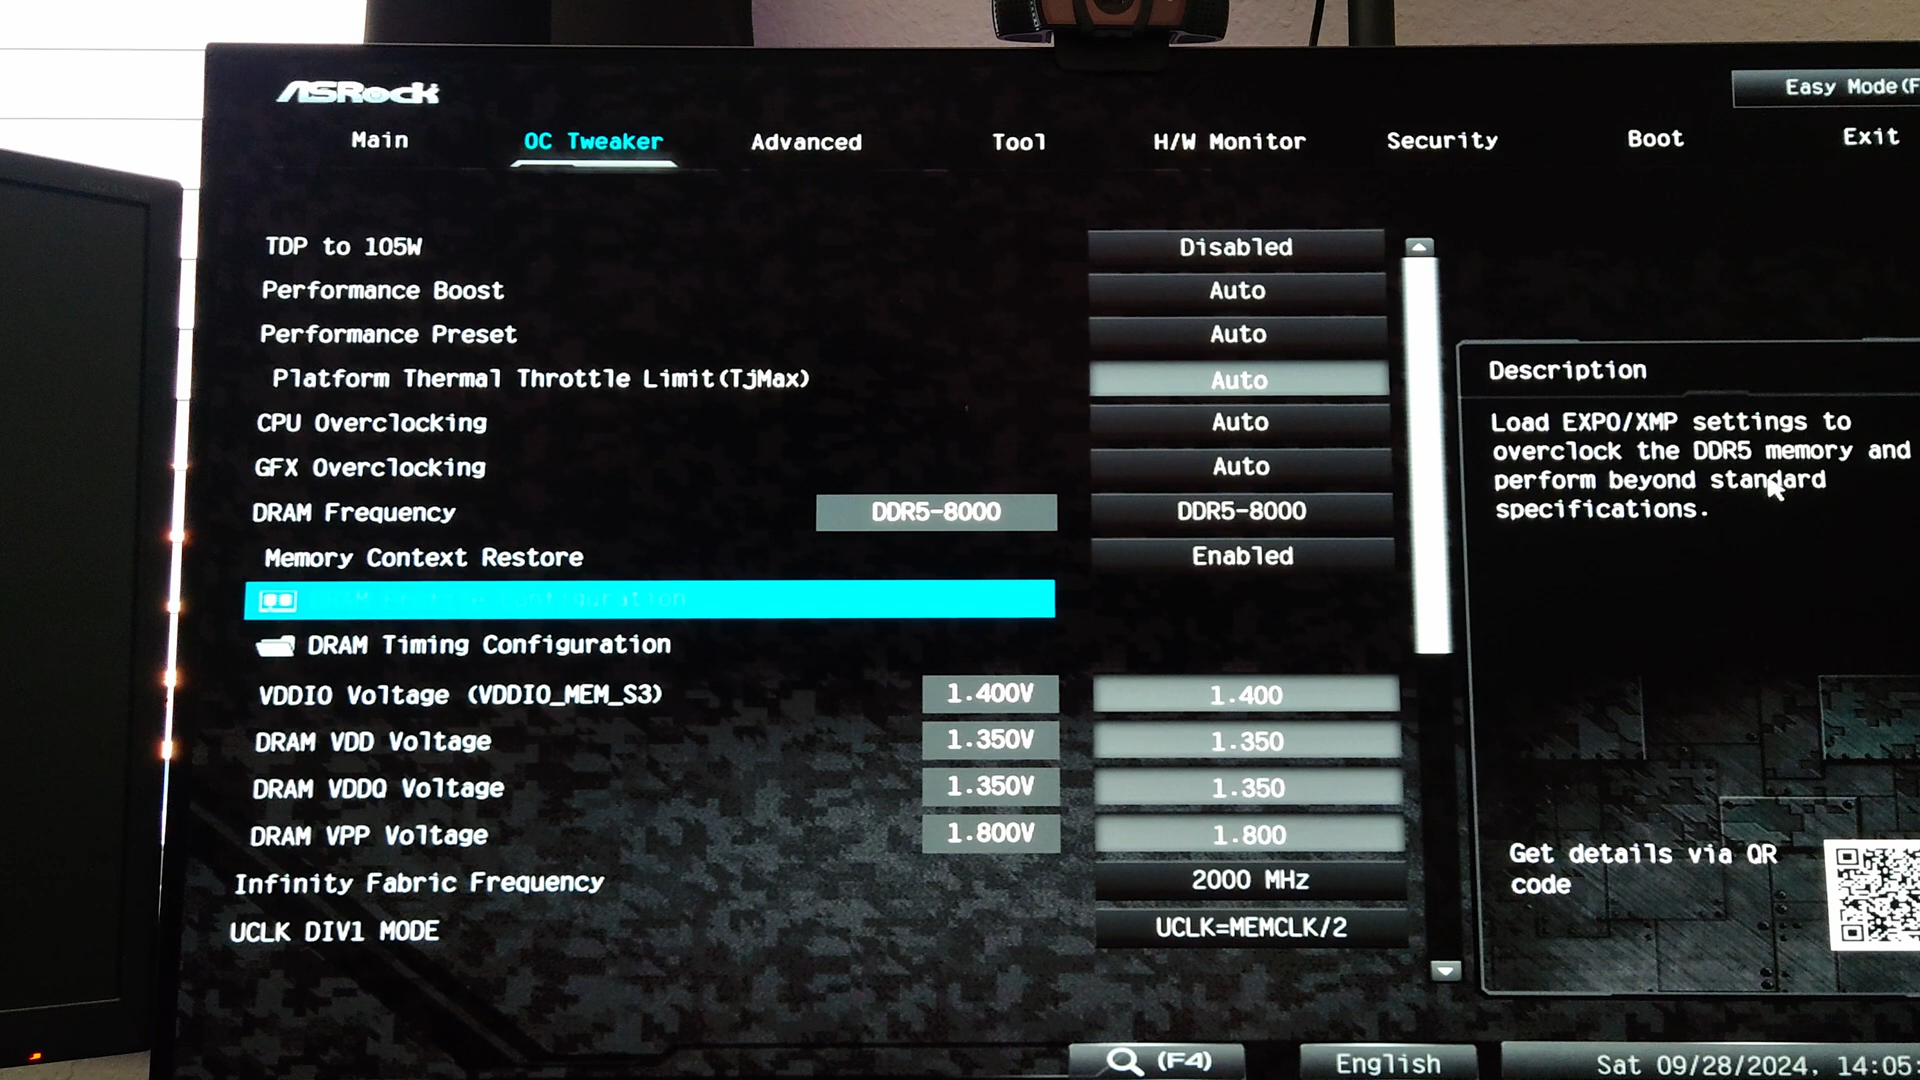 ASRock
Easy Mode(F
Main OC Tweaker Advanced Tool H/W Monitor Security Boot Exit
TDP to 105W Disabled
Performance Boost Auto
Performance Preset Auto
Platform Thermal Throttle Limit(TjMax) Auto
CPU Overclocking Auto
GFX Overclocking Auto
DRAM Frequency DDR5-8000 DDR5-8000
Memory Context Restore Enabled
Configuration
DRAM Timing Configuration
VDDIO Voltage (VDDIO_MEM_S3) 1.400V 1.400
DRAM VDD Voltage 1.350V 1.350
DRAM VDDQ Voltage 1.350V 1.350
DRAM VPP Voltage 1.800V 1.800
Infinity Fabric Frequency 2000 MHz
UCLK DIV1 MODE UCLK=MEMCLK/2
Description
Load EXPO/XMP settings to
overclock the DDR5 memory and
perform beyond standard
specifications.
Get details via QR
code
(F4)
English
Sat 09/28/2024, 14:05: